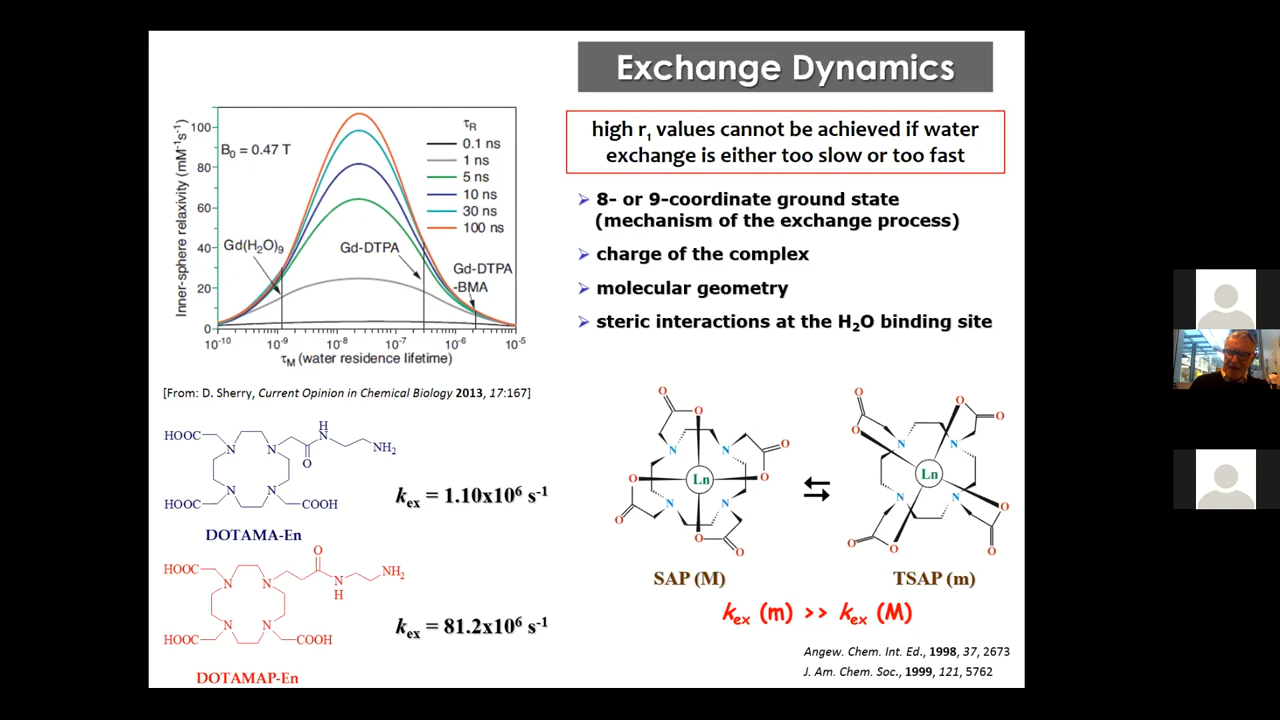 Exchange Dynamics
high r₁ values cannot be achieved if water
exchange is either too slow or too fast
8- or 9-coordinate ground state
(mechanism of the exchange process)
charge of the complex
molecular geometry
steric interactions at the H₂O binding site
Inner-sphere relaxivity (mM⁻¹s⁻¹)
100
80
60
40
20
0
B₀ = 0.47 T
τR
0.1 ns
1 ns
5 ns
10 ns
30 ns
100 ns
Gd(H₂O)₉
Gd-DTPA
Gd-DTPA
-BMA
10⁻¹⁰ 10⁻⁹ 10⁻⁸ 10⁻⁷ 10⁻⁶ 10⁻⁵
τM (water residence lifetime)
[From: D. Sherry, Current Opinion in Chemical Biology 2013, 17:167]
HOOC
N
N
H
N
O
NH₂
HOOC
N
N
COOH
kex = 1.10x10⁶ s⁻¹
DOTAMA-En
HOOC
N
N
O
N
H
NH₂
HOOC
N
N
COOH
kex = 81.2x10⁶ s⁻¹
DOTAMAP-En
O
O
N
N
O
O
Ln
O
O
N
N
O
O
SAP (M)
O
O
N
N
O
O
Ln
N
N
O
O
O
O
TSAP (m)
kex (m) >> kex (M)
Angew. Chem. Int. Ed., 1998, 37, 2673
J. Am. Chem. Soc., 1999, 121, 5762